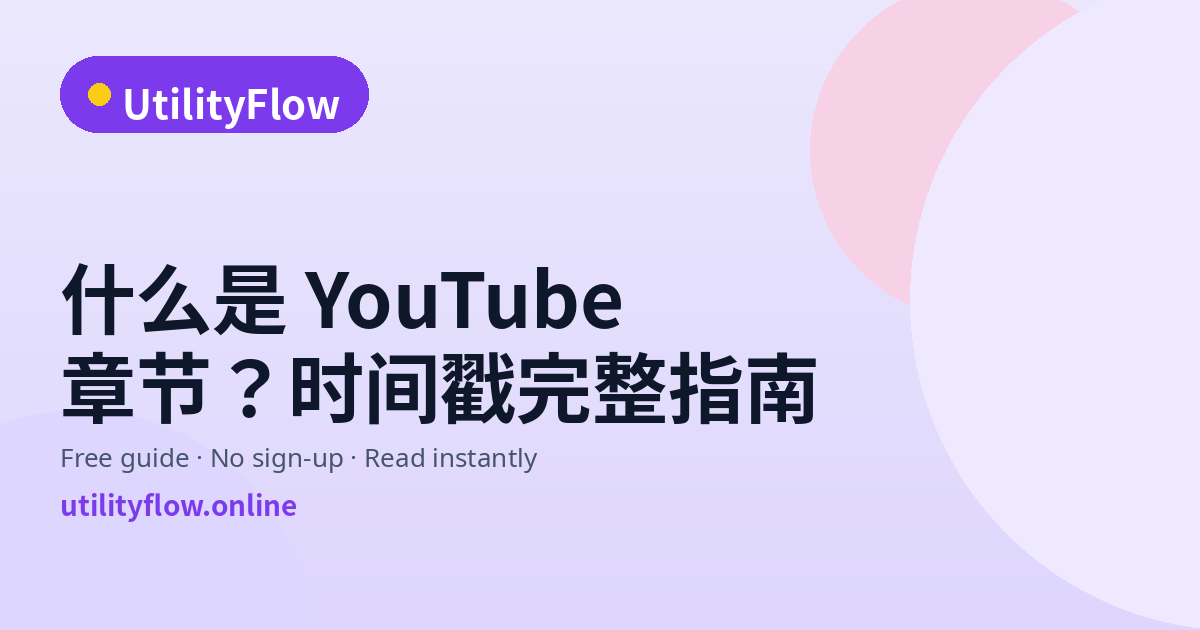 UtilityFlow
什么是 YouTube
章节？时间戳完整指南
Free guide · No sign-up · Read instantly
utilityflow.online